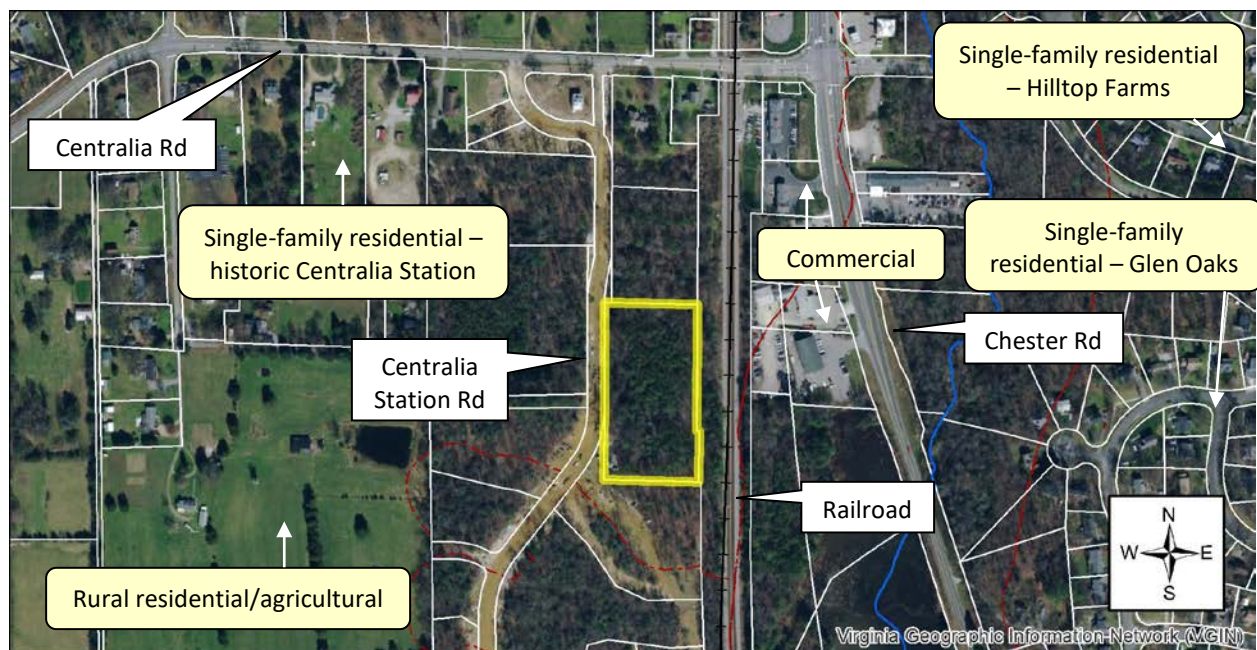 Single-family residential
– Hilltop Farms
Centralia Rd
Single-family residential –
historic Centralia Station
Commercial
Single-family
residential – Glen Oaks
Centralia
Station Rd
Chester Rd
Railroad
Rural residential/agricultural
N
W E
S
Virginia Geographic Information Network (VGIN)